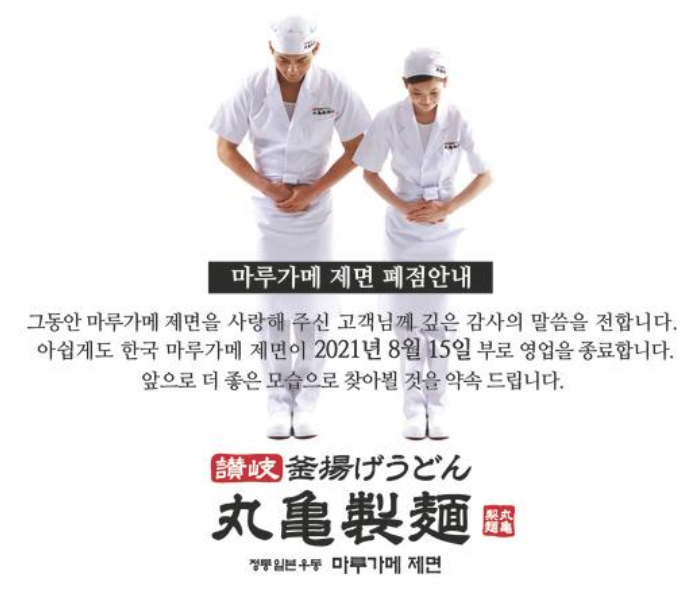 마루가메 제면 폐점안내
그동안 마루가메 제면을 사랑해 주신 고객님께 깊은 감사의 말씀을 전합니다.
아쉽게도 한국 마루가메 제면이 2021년 8월 15일 부로 영업을 종료합니다.
앞으로 더 좋은 모습으로 찾아뵐 것을 약속 드립니다.
讃岐 釜揚げうどん
丸亀製麺 丸亀製麺
정통일본우동 마루가메 제면